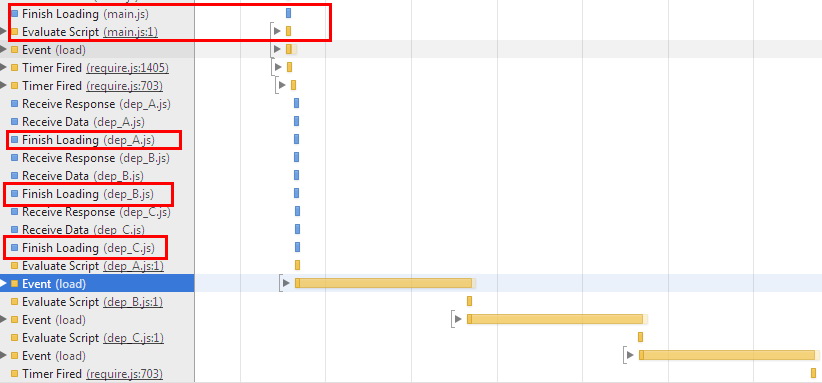 Finish Loading (main.js)
Evaluate Script (main.js:1)
Event (load)
Timer Fired (require.js:1405)
Timer Fired (require.js:703)
Receive Response (dep_A.js)
Receive Data (dep_A.js)
Finish Loading (dep_A.js)
Receive Response (dep_B.js)
Receive Data (dep_B.js)
Finish Loading (dep_B.js)
Receive Response (dep_C.js)
Receive Data (dep_C.js)
Finish Loading (dep_C.js)
Evaluate Script (dep_A.js:1)
Event (load)
Evaluate Script (dep_B.js:1)
Event (load)
Evaluate Script (dep_C.js:1)
Event (load)
Timer Fired (require.js:703)